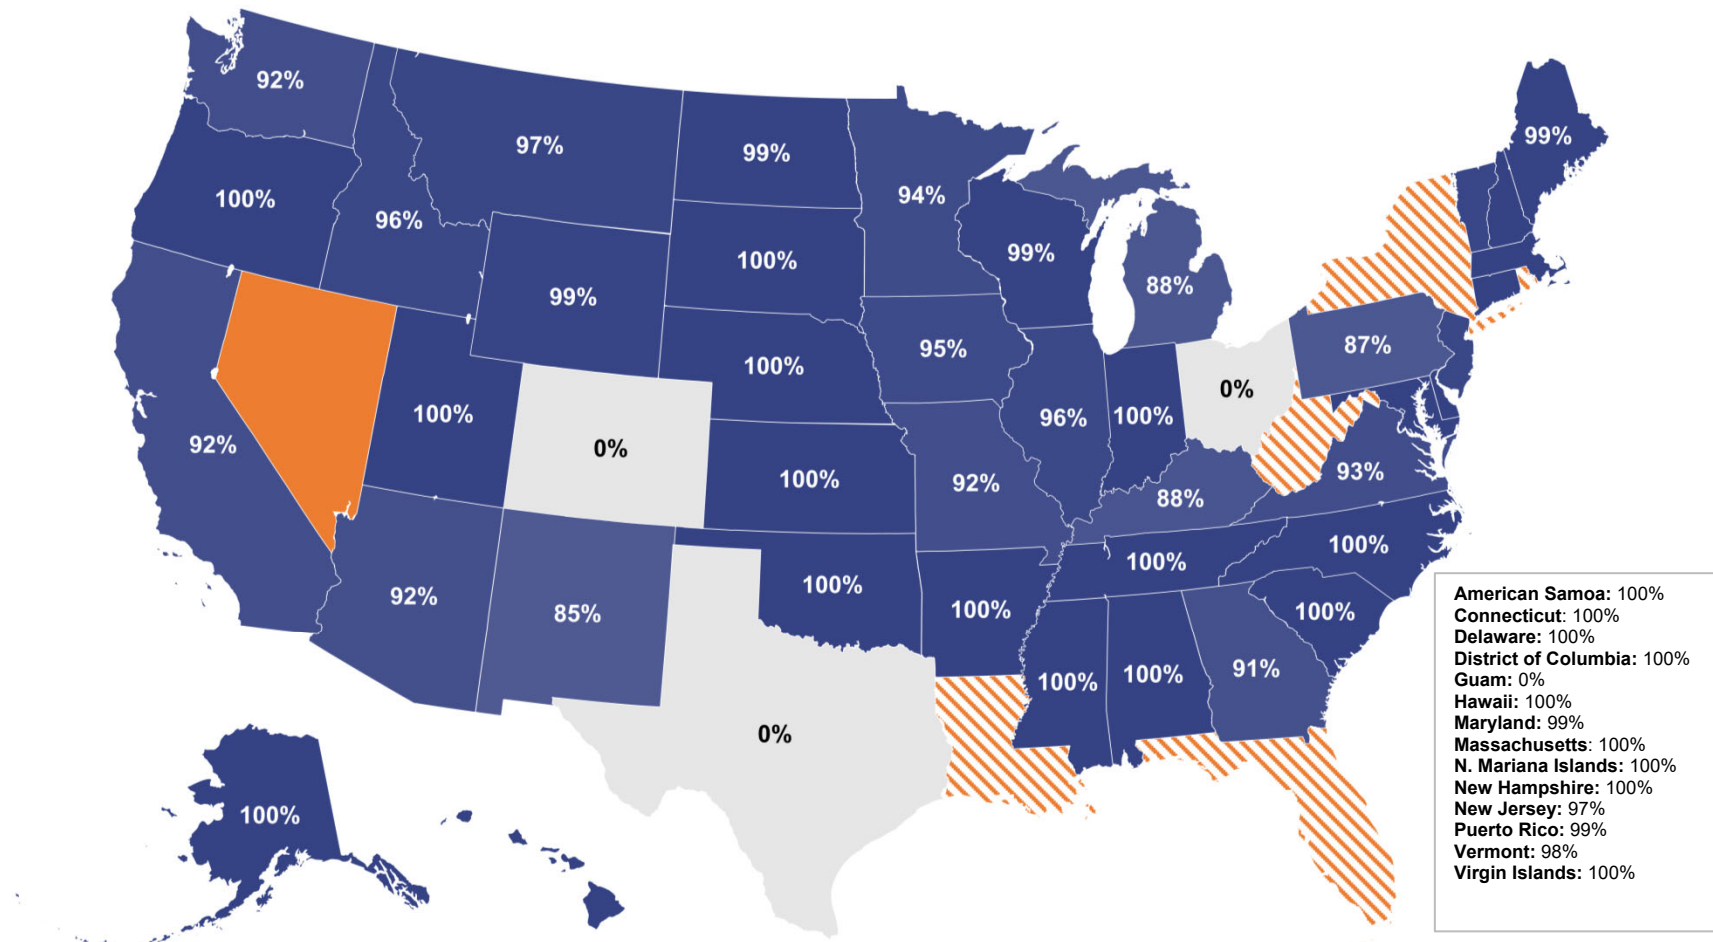 92%
97%
99%
99%
94%
100%
96%
100%
99%
99%
88%
100%
95%
87%
100%
100%
0%
96%
100%
92%
0%
100%
92%
88%
93%
92%
85%
100%
100%
100%
100%
100%
100%
100%
91%
0%
100%
American Samoa: 100%
Connecticut: 100%
Delaware: 100%
District of Columbia: 100%
Guam: 0%
Hawaii: 100%
Maryland: 99%
Massachusetts: 100%
N. Mariana Islands: 100%
New Hampshire: 100%
New Jersey: 97%
Puerto Rico: 99%
Vermont: 98%
Virgin Islands: 100%